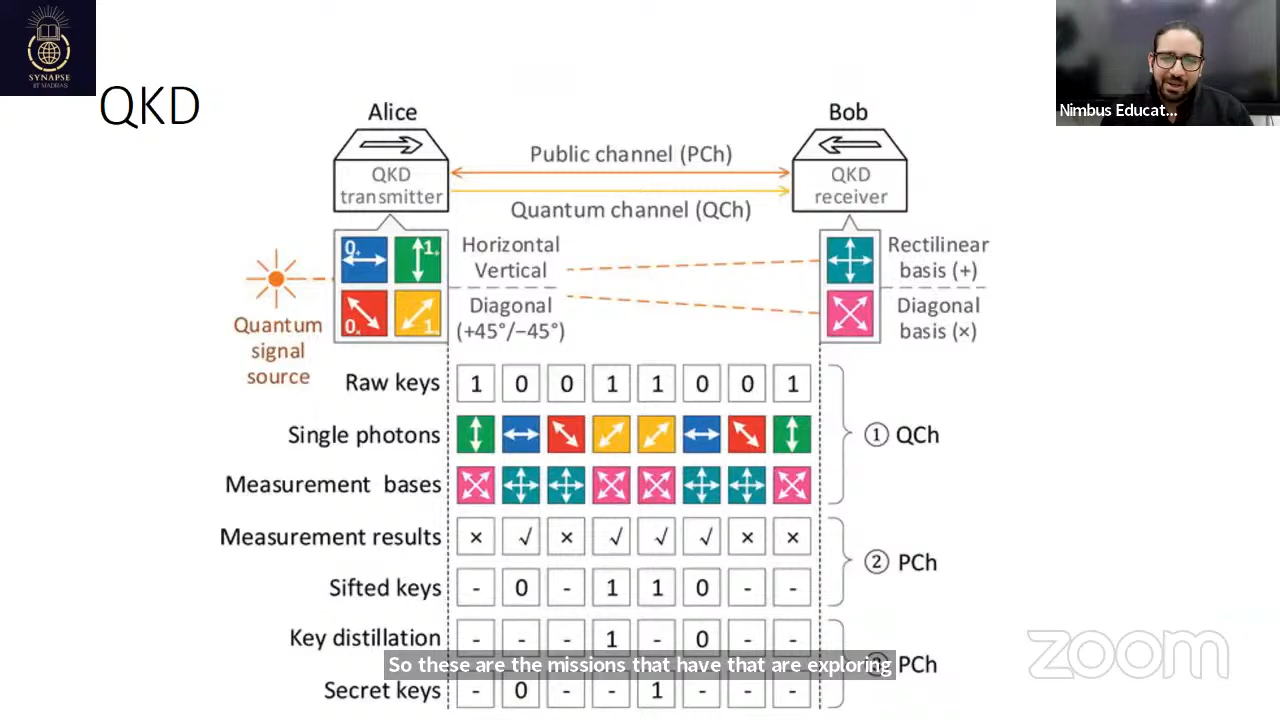 SYNAPSE
IIT MADRAS
Nimbus Educat...
QKD
Alice
Bob
Public channel (PCh)
QKD
transmitter
QKD
receiver
Quantum channel (QCh)
0+
1+
0×
1×
Horizontal
Vertical
Diagonal
(+45°/−45°)
Rectilinear
basis (+)
Diagonal
basis (×)
Quantum
signal
source
Raw keys 1 0 0 1 1 0 0 1
Single photons
Measurement bases
① QCh
Measurement results × √ × √ √ √ × ×
Sifted keys - 0 - 1 1 0 - -
② PCh
Key distillation - - - 1 - 0 - -
So these are the missions that have that are exploring
PCh
Secret keys - 0 - - 1 - - -
zoom